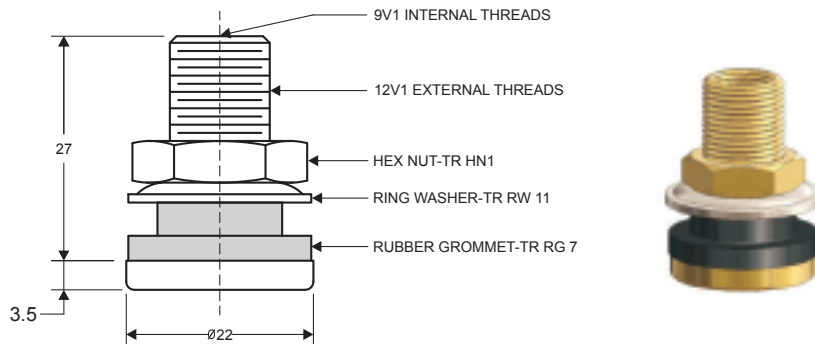 9V1 INTERNAL THREADS
12V1 EXTERNAL THREADS
27
HEX NUT-TR HN1
RING WASHER-TR RW 11
RUBBER GROMMET-TR RG 7
3.5
Ø22